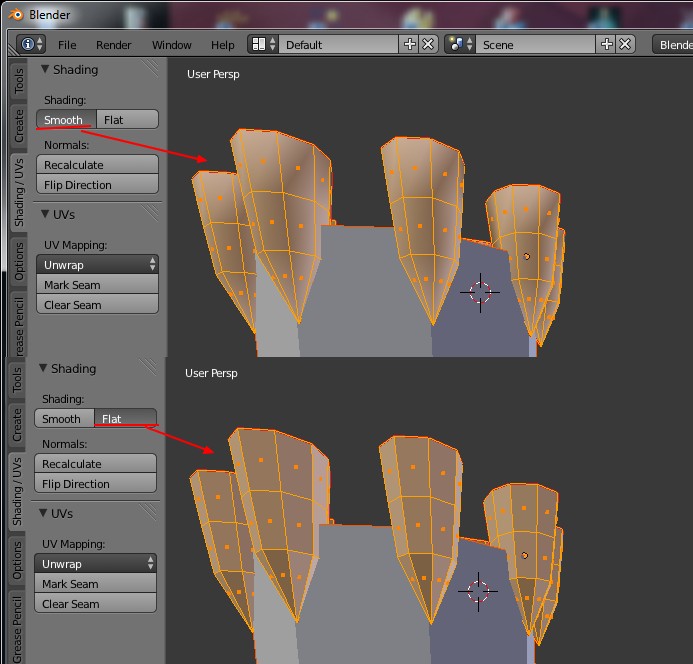 Blender
File Render Window Help Default Scene Blende
Tools
Create
Shading / UVs
Options
rease Pencil
Shading
Shading:
Smooth Flat
Normals:
Recalculate
Flip Direction
UVs
UV Mapping:
Unwrap
Mark Seam
Clear Seam
User Persp
Tools
Create
Shading / UVs
Options
Grease Pencil
Shading
Shading:
Smooth Flat
Normals:
Recalculate
Flip Direction
UVs
UV Mapping:
Unwrap
Mark Seam
Clear Seam
User Persp